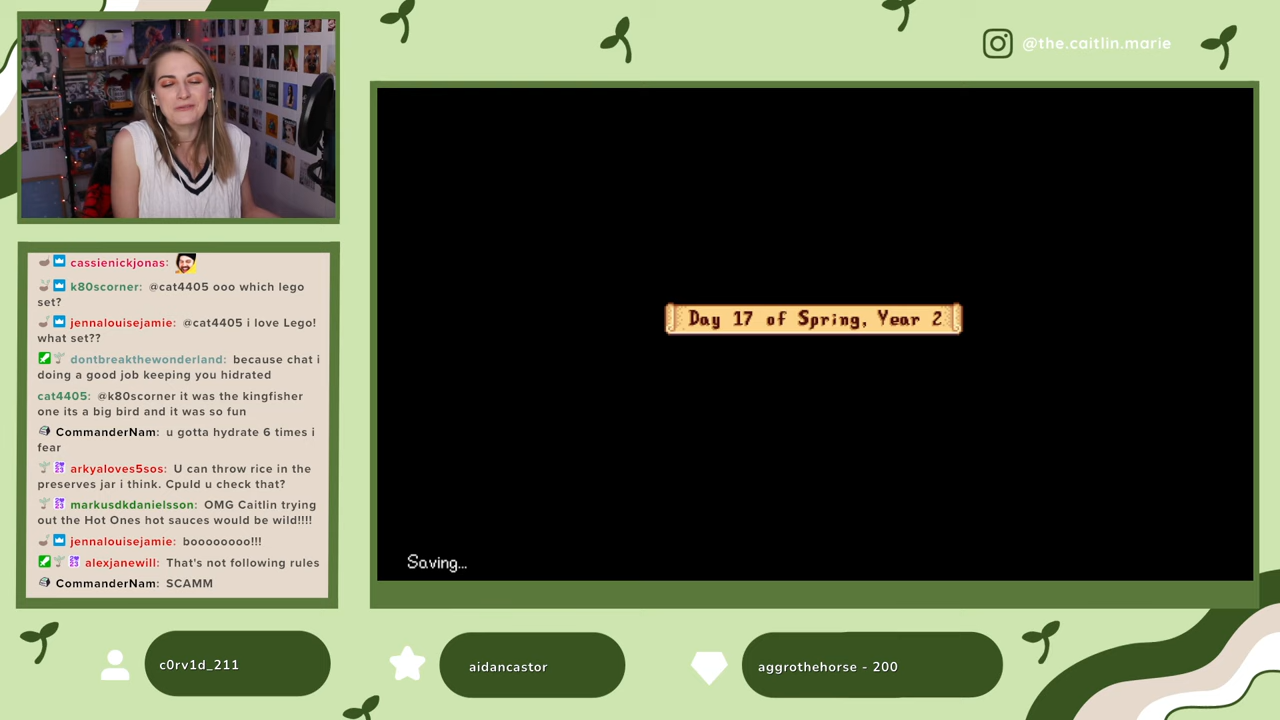 @the.caitlin.marie
cassienickjonas:
k80scorner: @cat4405 ooo which lego
set?
jennalouisejamie: @cat4405 i love Lego!
what set??
dontbreakthewonderland: because chat i
doing a good job keeping you hidrated
cat4405: @k80scorner it was the kingfisher
one its a big bird and it was so fun
CommanderNam: u gotta hydrate 6 times i
fear
arkyaloves5sos: U can throw rice in the
preserves jar i think. Cpuld u check that?
markusdkdanielsson: OMG Caitlin trying
out the Hot Ones hot sauces would be wild!!!!
jennalouisejamie: boooooooo!!!
alexjanewill: That's not following rules
CommanderNam: SCAMM
Day 17 of Spring, Year 2
Saving...
c0rv1d_211
aidancastor
aggrothehorse - 200